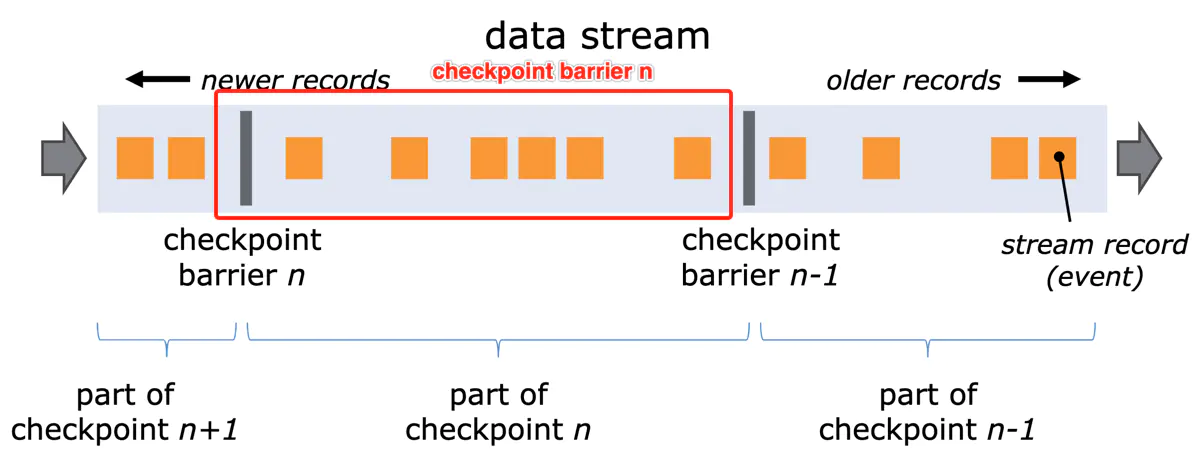 data stream
checkpoint barrier n
newer records
older records
checkpoint
barrier n
checkpoint
barrier n-1
stream record
(event)
part of
checkpoint n+1
part of
checkpoint n
part of
checkpoint n-1